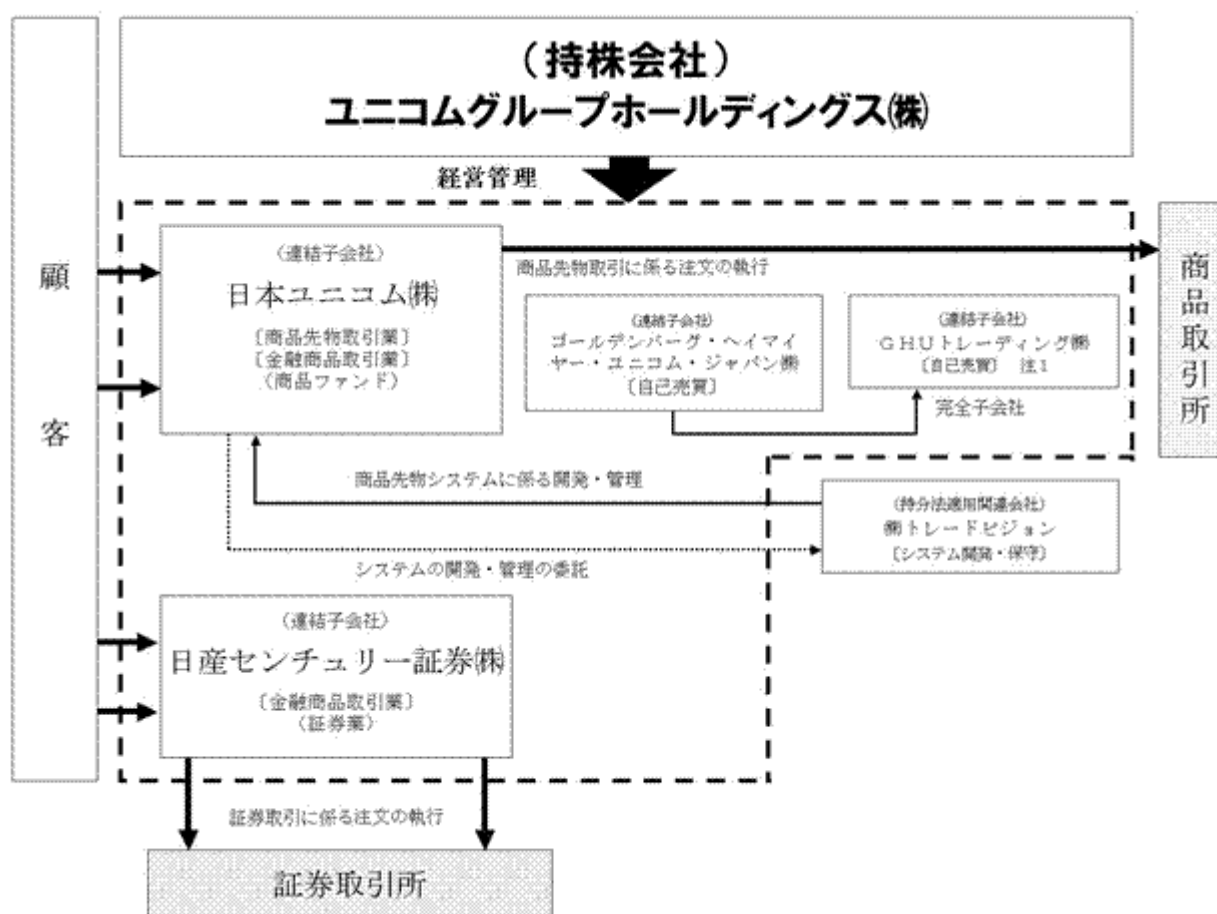 （持株会社）
ユニコムグループホールディングス㈱
経営管理
顧客
（連結子会社）
日本ユニコム㈱
〔商品先物取引業〕
〔金融商品取引業〕
（商品ファンド）
商品先物取引に係る注文の執行
（連結子会社）
ゴールデンバーグ・ヘイマイ
ヤー・ユニコム・ジャパン㈱
〔自己売買〕
（連結子会社）
ＧＨＵトレーディング㈱
〔自己売買〕　注１
完全子会社
商品取引所
商品先物システムに係る開発・管理
（持分法適用関連会社）
㈱トレードビジョン
〔システム開発・保守〕
システムの開発・管理の委託
（連結子会社）
日産センチュリー証券㈱
〔金融商品取引業〕
（証券業）
証券取引に係る注文の執行
証券取引所